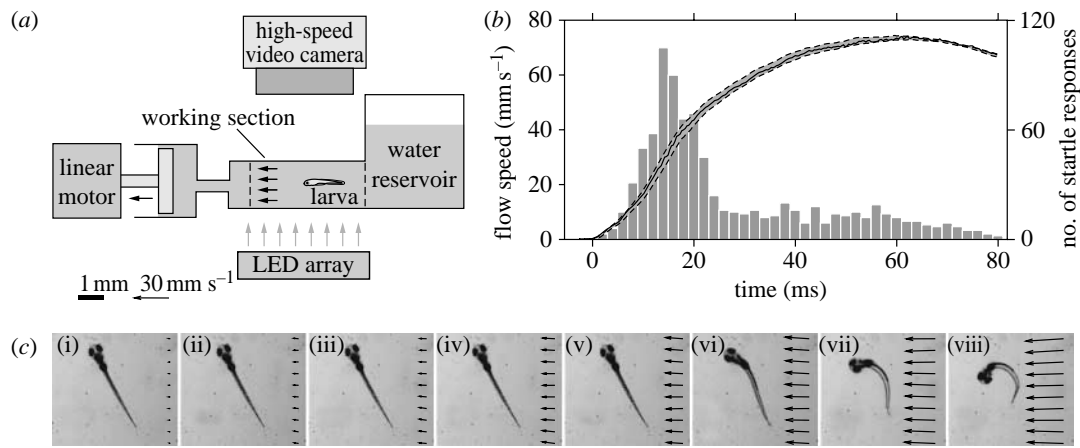 (a)
high-speed
video camera
working section
linear
motor
larva
water
reservoir
LED array
1 mm 30 mm s⁻¹
(b)
80
60
40
20
0
flow speed (mm s⁻¹)
120
60
0
no. of startle responses
0 20 40 60 80
time (ms)
(c) (i) (ii) (iii) (iv) (v) (vi) (vii) (viii)